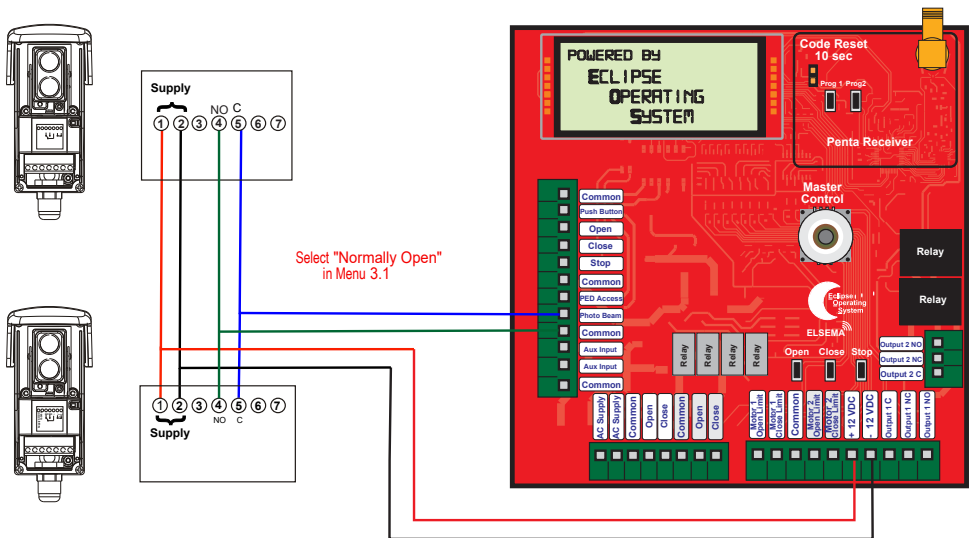 Supply
NO C
1 2 3 4 5 6 7
Select "Normally Open"
in Menu 3.1
1 2 3 4 5 6 7
NO C
Supply
POWERED BY
ECLIPSE
OPERATING
SYSTEM
Code Reset
10 sec
Prog 1 Prog2
Penta Receiver
Master
Control
Common
Push Button
Open
Close
Stop
Common
PED Access
Photo Beam
Common
Aux Input
Aux Input
Common
Relay
Relay
Eclipse
Operating
System
ELSEMA
Relay
Relay
Relay
Relay
Open Close Stop
Output 2 NO
Output 2 NC
Output 2 C
AC Supply
AC Supply
Common
Open
Close
Common
Open
Close
Motor 1
Open Limit
Motor 1
Close Limit
Common
Motor 2
Open Limit
Motor 2
Close Limit
+ 12 VDC
- 12 VDC
Output 1 C
Output 1 NC
Output 1 NO